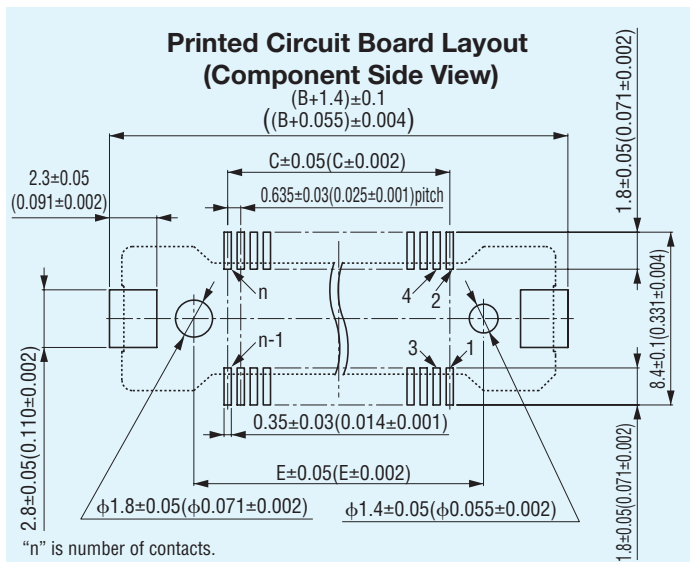 Printed Circuit Board Layout
(Component Side View)
(B+1.4)±0.1
((B+0.055)±0.004)
C±0.05(C±0.002)
2.3±0.05
(0.091±0.002)
0.635±0.03(0.025±0.001)pitch
1.8±0.05(0.071±0.002)
n
4
2
8.4±0.1(0.331±0.004)
n-1
3
1
2.8±0.05(0.110±0.002)
0.35±0.03(0.014±0.001)
E±0.05(E±0.002)
ϕ1.8±0.05(ϕ0.071±0.002)
ϕ1.4±0.05(ϕ0.055±0.002)
1.8±0.05(0.071±0.002)
“n” is number of contacts.